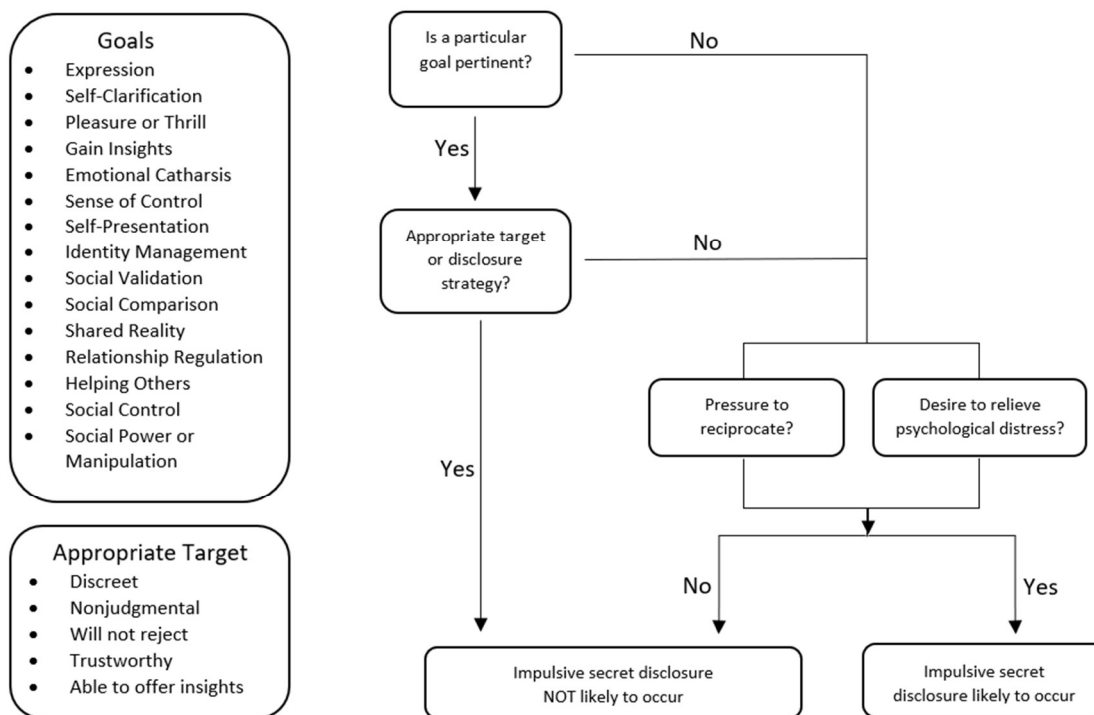 Goals
• Expression
• Self-Clarification
• Pleasure or Thrill
• Gain Insights
• Emotional Catharsis
• Sense of Control
• Self-Presentation
• Identity Management
• Social Validation
• Social Comparison
• Shared Reality
• Relationship Regulation
• Helping Others
• Social Control
• Social Power or
Manipulation
Appropriate Target
• Discreet
• Nonjudgmental
• Will not reject
• Trustworthy
• Able to offer insights
Is a particular
goal pertinent?
No
Yes
Appropriate target
or disclosure
strategy?
No
Pressure to
reciprocate?
Desire to relieve
psychological distress?
Yes
No
Yes
Impulsive secret disclosure
NOT likely to occur
Impulsive secret
disclosure likely to occur